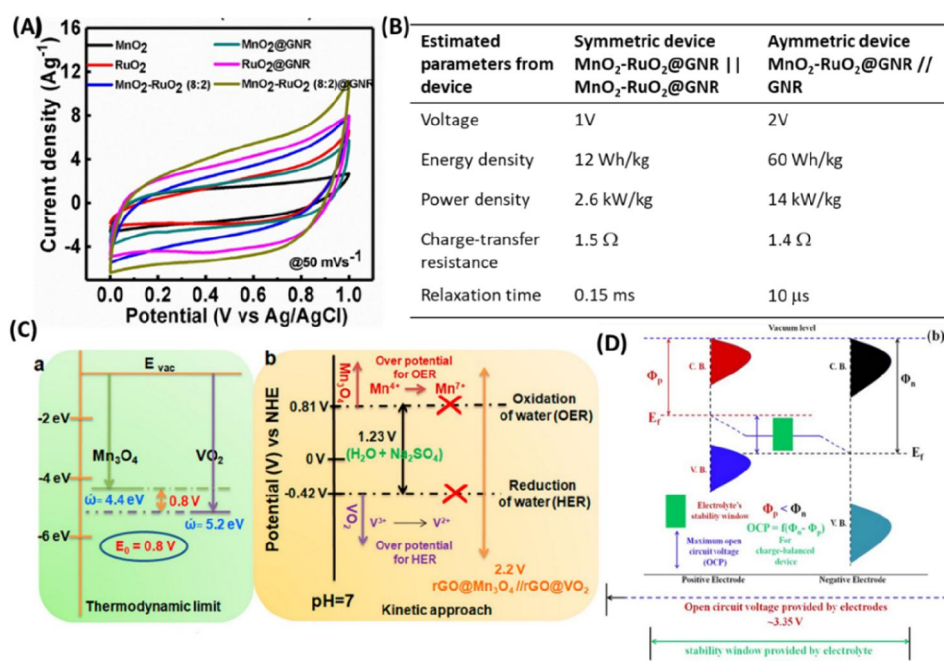 (A)
Current density (Ag-1)
16
12
8
4
0
-4
MnO2
RuO2
MnO2-RuO2 (8:2)
MnO2@GNR
RuO2@GNR
MnO2-RuO2 (8:2)@GNR
@50 mVs-1
0.0 0.2 0.4 0.6 0.8 1.0
Potential (V vs Ag/AgCl)
(B)
Estimated parameters from device
Symmetric device MnO2-RuO2@GNR || MnO2-RuO2@GNR
Aymmetric device MnO2-RuO2@GNR // GNR
Voltage 1V 2V
Energy density 12 Wh/kg 60 Wh/kg
Power density 2.6 kW/kg 14 kW/kg
Charge-transfer resistance 1.5 Ω 1.4 Ω
Relaxation time 0.15 ms 10 μs
(C)
a
E vac
-2 eV
-4 eV
-6 eV
Mn3O4
VO2
ώ= 4.4 eV
0.8 V
ώ= 5.2 eV
E0 = 0.8 V
Thermodynamic limit
b
Potential (V) vs NHE
Mn3O4
Over potential
for OER
Mn4+ Mn7+
0.81 V
Oxidation
of water (OER)
1.23 V
(H2O + Na2SO4)
0 V
-0.42 V
Reduction
of water (HER)
VO2
V3+ V2+
Over potential
for HER
2.2 V
rGO@Mn3O4 //rGO@VO2
pH=7
Kinetic approach
(D)
Vacuum level
(b)
Φp
C. B.
C. B.
Φn
Ef
Ef
V. B.
V. B.
Electrolyte's
stability window
Φp < Φn
OCP = f(Φn- Φp)
For
charge-balanced
device
Maximum open
circuit voltage
(OCP)
Positive Electrode
Negative Electrode
Open circuit voltage provided by electrodes
~3.35 V
stability window provided by electrolyte